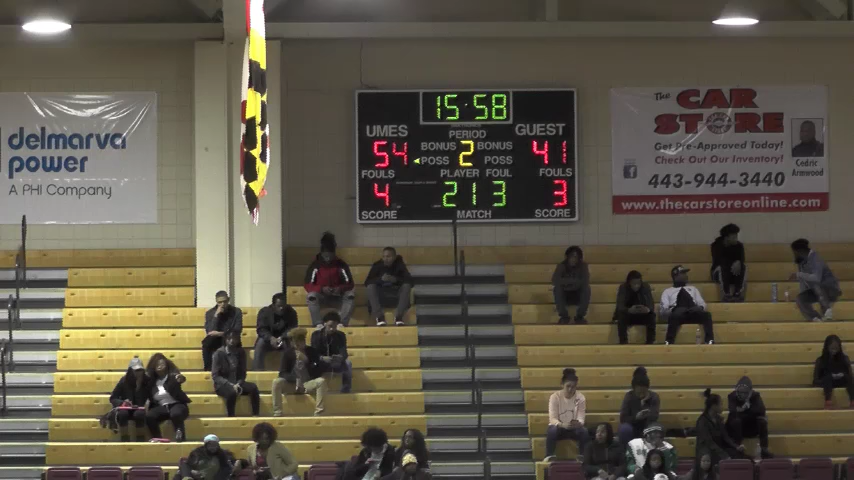 delmarva
power
A PHI Company
15:58
UMES
PERIOD
GUEST
54
BONUS 2 BONUS
41
POSS
POSS
FOULS
PLAYER FOUL
FOULS
4
213
3
SCORE
MATCH
SCORE
The
CAR
STORE
Get Pre-Approved Today!
Check Out Our Inventory!
443-944-3440
Cedric
Armwood
www.thecarstoreonline.com